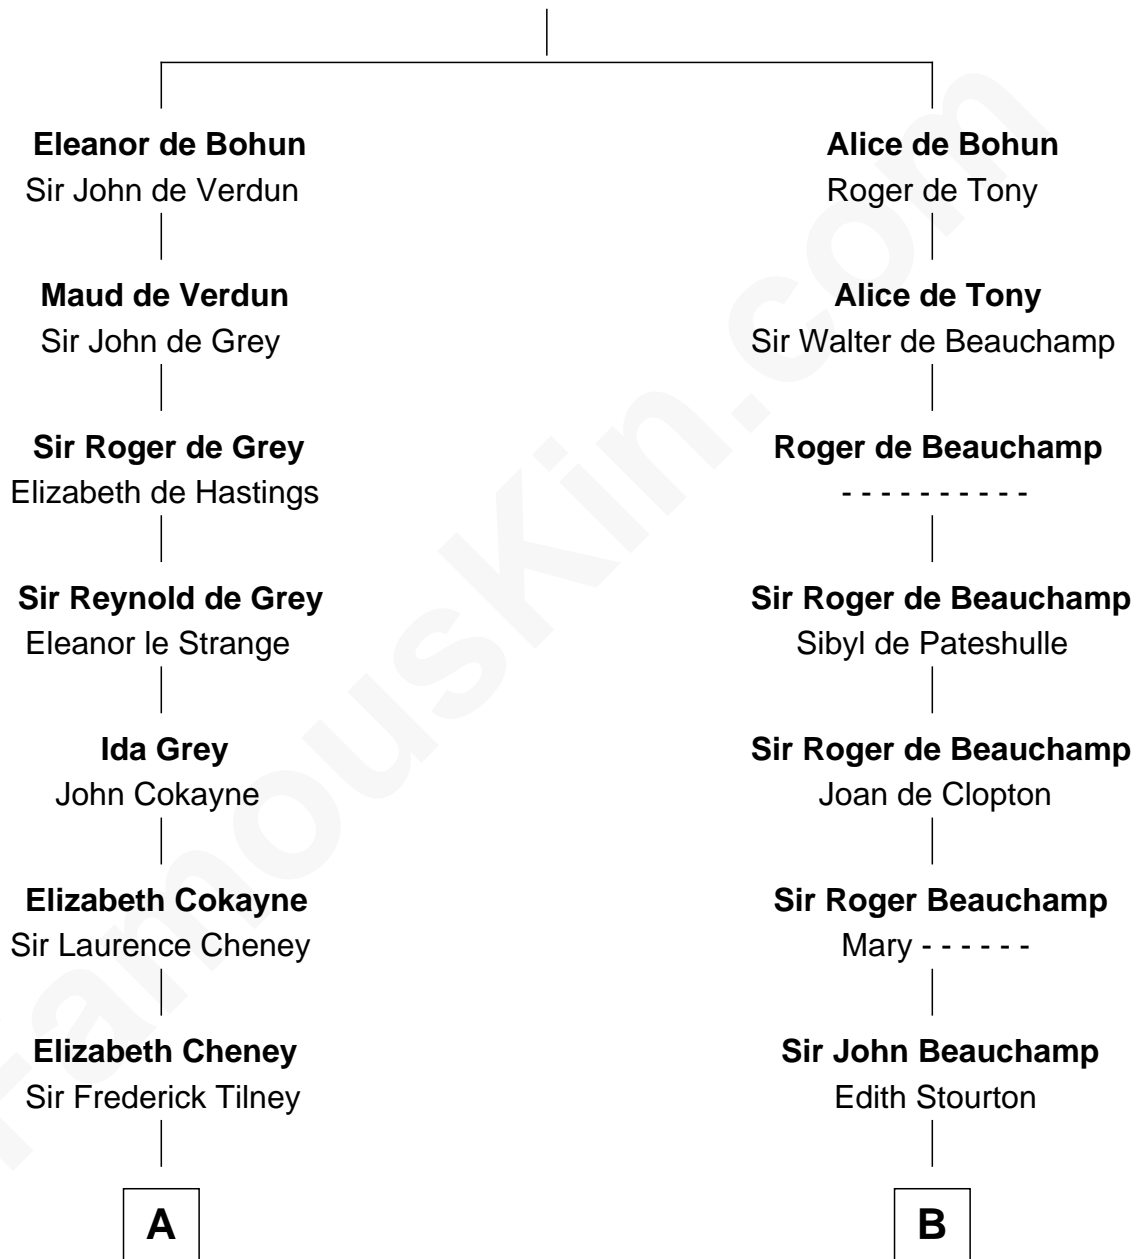 Eleanor de Bohun
Sir John de Verdun
Maud de Verdun
Sir John de Grey
Sir Roger de Grey
Elizabeth de Hastings
Sir Reynold de Grey
Eleanor le Strange
Ida Grey
John Cokayne
Elizabeth Cokayne
Sir Laurence Cheney
Elizabeth Cheney
Sir Frederick Tilney
A
Alice de Bohun
Roger de Tony
Alice de Tony
Sir Walter de Beauchamp
Roger de Beauchamp
- - - - - - - - - -
Sir Roger de Beauchamp
Sibyl de Pateshulle
Sir Roger de Beauchamp
Joan de Clopton
Sir Roger Beauchamp
Mary - - - - - -
Sir John Beauchamp
Edith Stourton
B
FamousKin.com